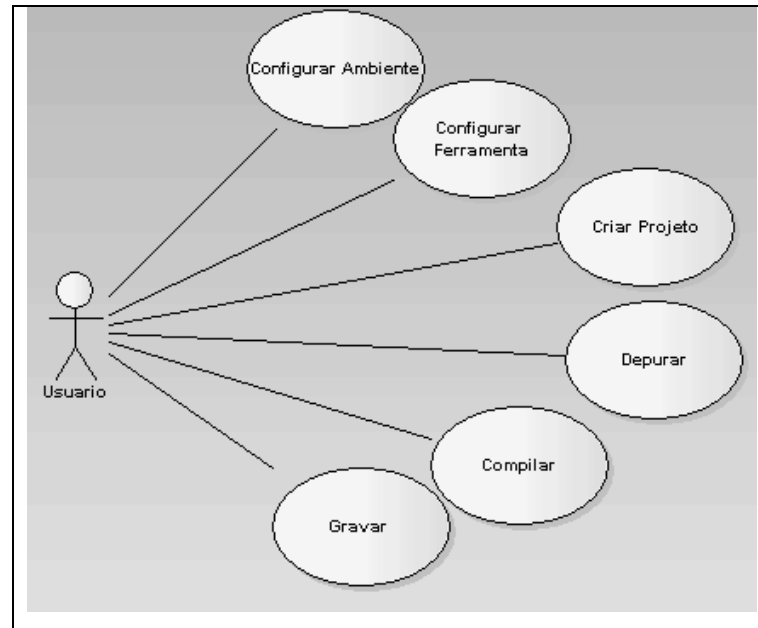 Configurar Ambiente
Configurar
Ferramenta
Criar Projeto
Depurar
Usuario
Compilar
Gravar